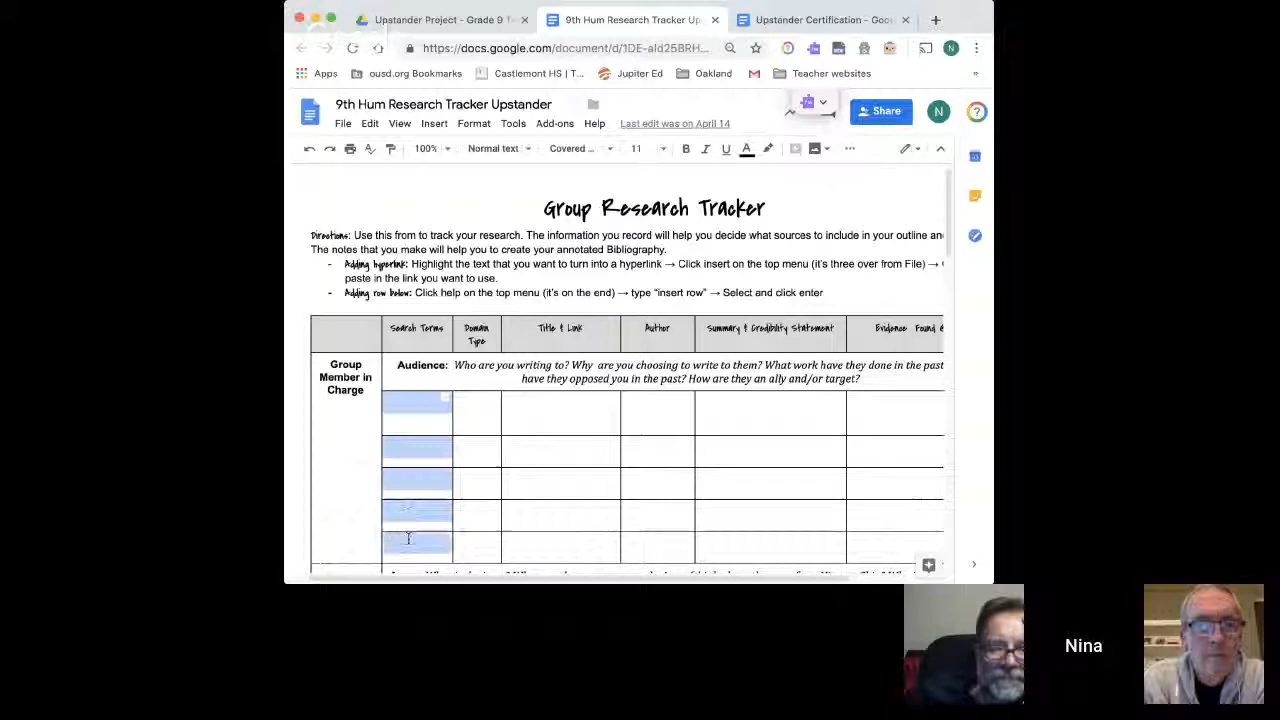 Upstander Project - Grade 9 T
9th Hum Research Tracker Up
Upstander Certification - Goo
https://docs.google.com/document/d/1DE-ald25BRH...
N
Apps
ousd.org Bookmarks
Castlemont HS | T...
Jupiter Ed
Oakland
Teacher websites
9th Hum Research Tracker Upstander
Share
N
File Edit View Insert Format Tools Add-ons Help Last edit was on April 14
100% Normal text Covered ... 11 B I U A
Group Research Tracker
Directions: Use this from to track your research. The information you record will help you decide what sources to include in your outline an
The notes that you make will help you to create your annotated Bibliography.
- Adding hyperlink: Highlight the text that you want to turn into a hyperlink → Click insert on the top menu (it's three over from File) →
paste in the link you want to use.
- Adding row below: Click help on the top menu (it's on the end) → type "insert row" → Select and click enter
Search Terms
Domain Type
Title & Link
Author
Summary & Credibility Statement
Evidence Found &
Group
Member in
Charge
Audience: Who are you writing to? Why are you choosing to write to them? What work have they done in the past
have they opposed you in the past? How are they an ally and/or target?
Nina